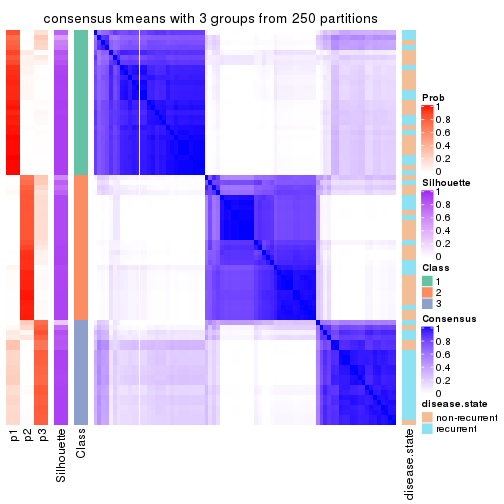 consensus kmeans with 3 groups from 250 partitions
Prob
1
0.8
0.6
0.4
0.2
0
Silhouette
1
0.8
0.6
0.4
0.2
0
Class
1
2
3
Consensus
1
0.8
0.6
0.4
0.2
0
disease.state
non-recurrent
recurrent
p1
p2
p3
Silhouette
Class
disease.state